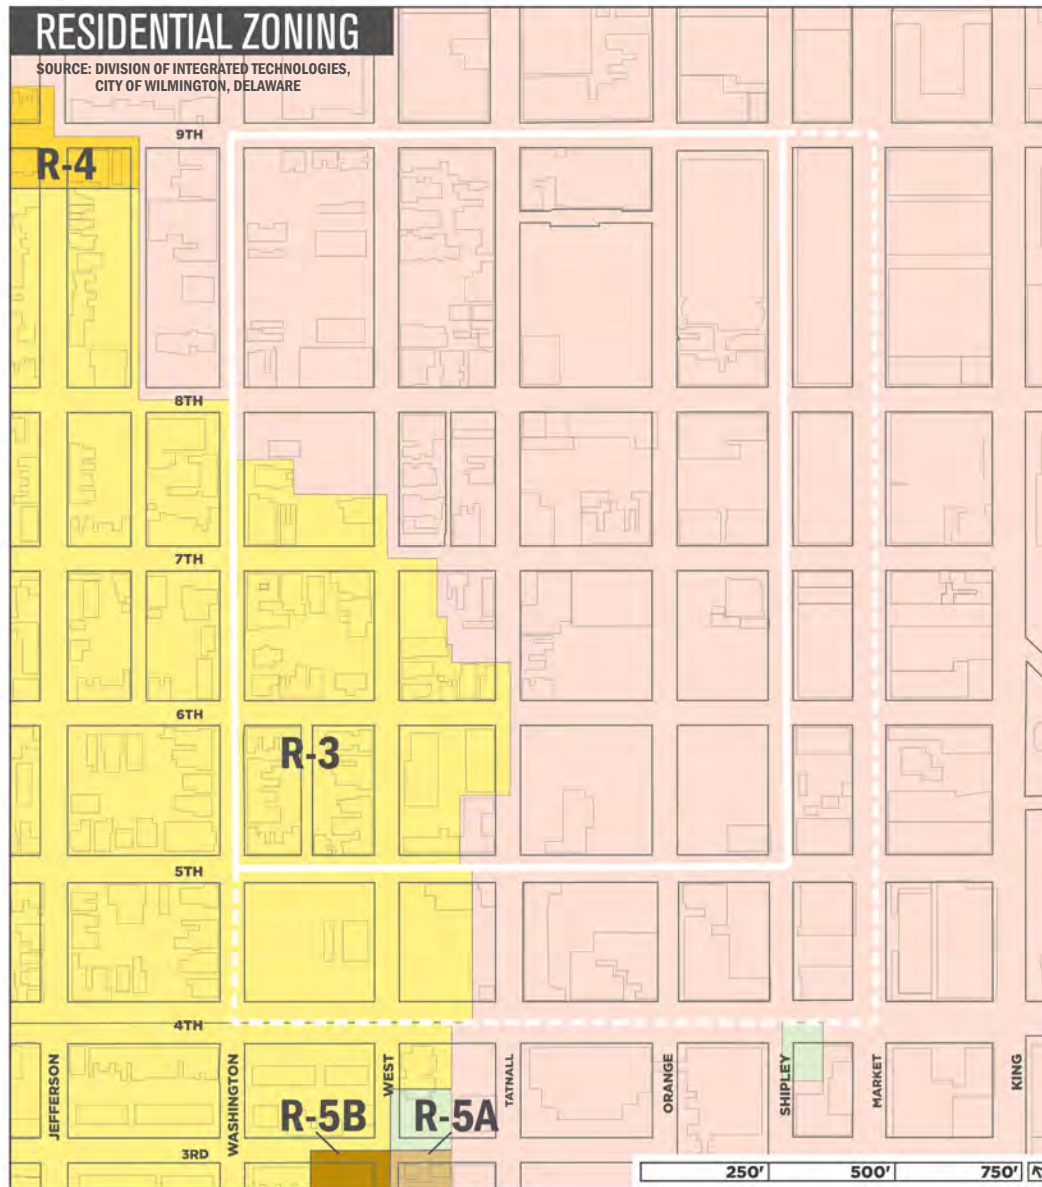 RESIDENTIAL ZONING
SOURCE: DIVISION OF INTEGRATED TECHNOLOGIES,
CITY OF WILMINGTON, DELAWARE
9TH
R-4
8TH
7TH
6TH
R-3
5TH
4TH
JEFFERSON
WASHINGTON
WEST
TATNALL
ORANGE
SHIPLEY
MARKET
KING
R-5B
R-5A
3RD
250'
500'
750'